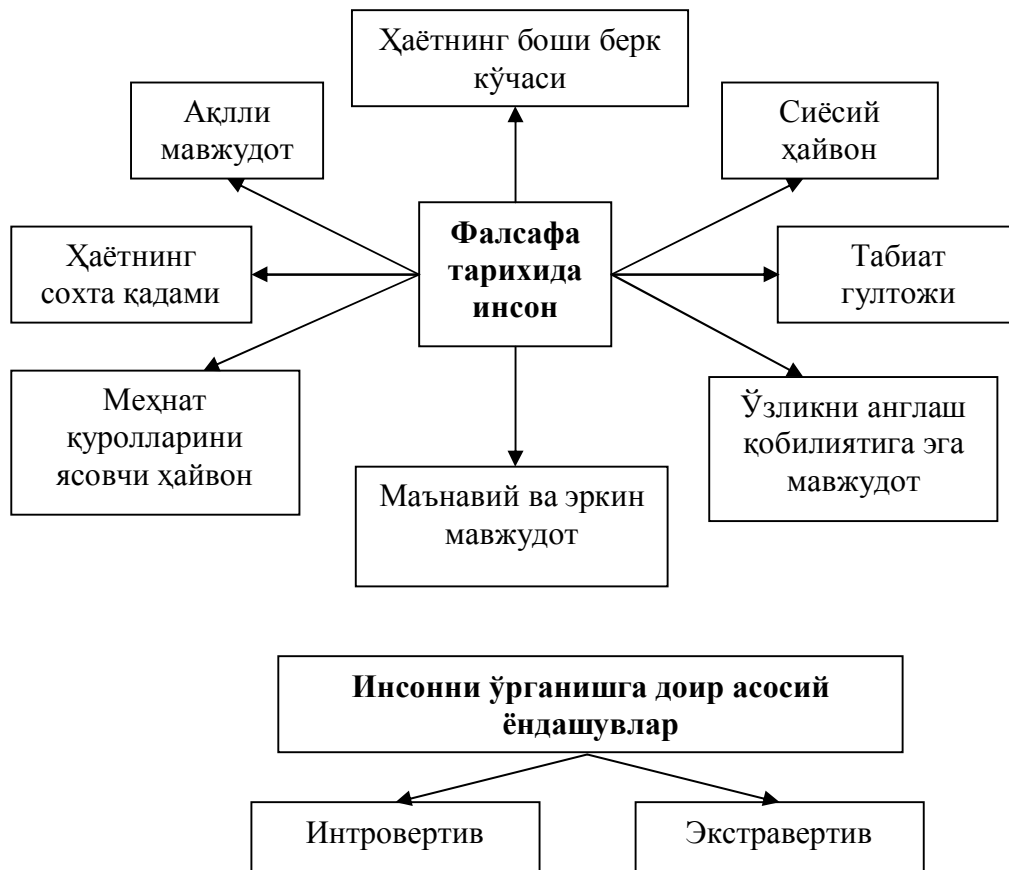 Ҳаётнинг боши берк
кўчаси
Ақлли
мавжудот
Сиёсий
ҳайвон
Фалсафа
тарихида
инсон
Ҳаётнинг
сохта қадами
Табиат
гултожи
Меҳнат
қуролларини
ясовчи ҳайвон
Ўзликни англаш
қобилиятига эга
мавжудот
Маънавий ва эркин
мавжудот
Инсонни ўрганишга доир асосий
ёндашувлар
Интровертив
Экстравертив